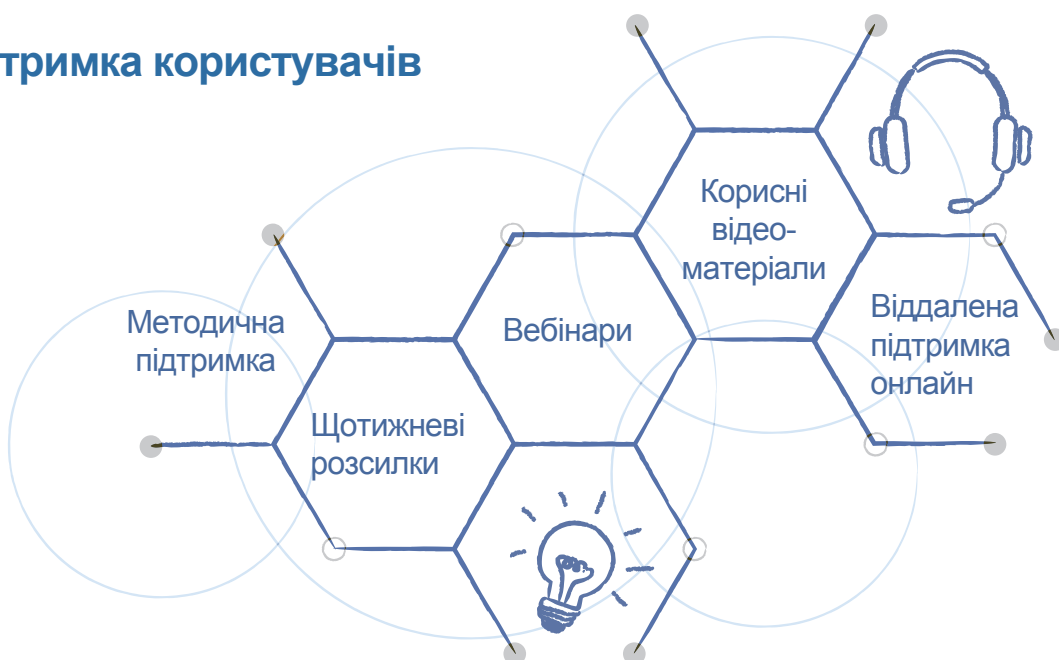 тримка користувачів
Корисні
відео-
матеріали
Методична
підтримка
Вебінари
Віддалена
підтримка
онлайн
Щотижневі
розсилки